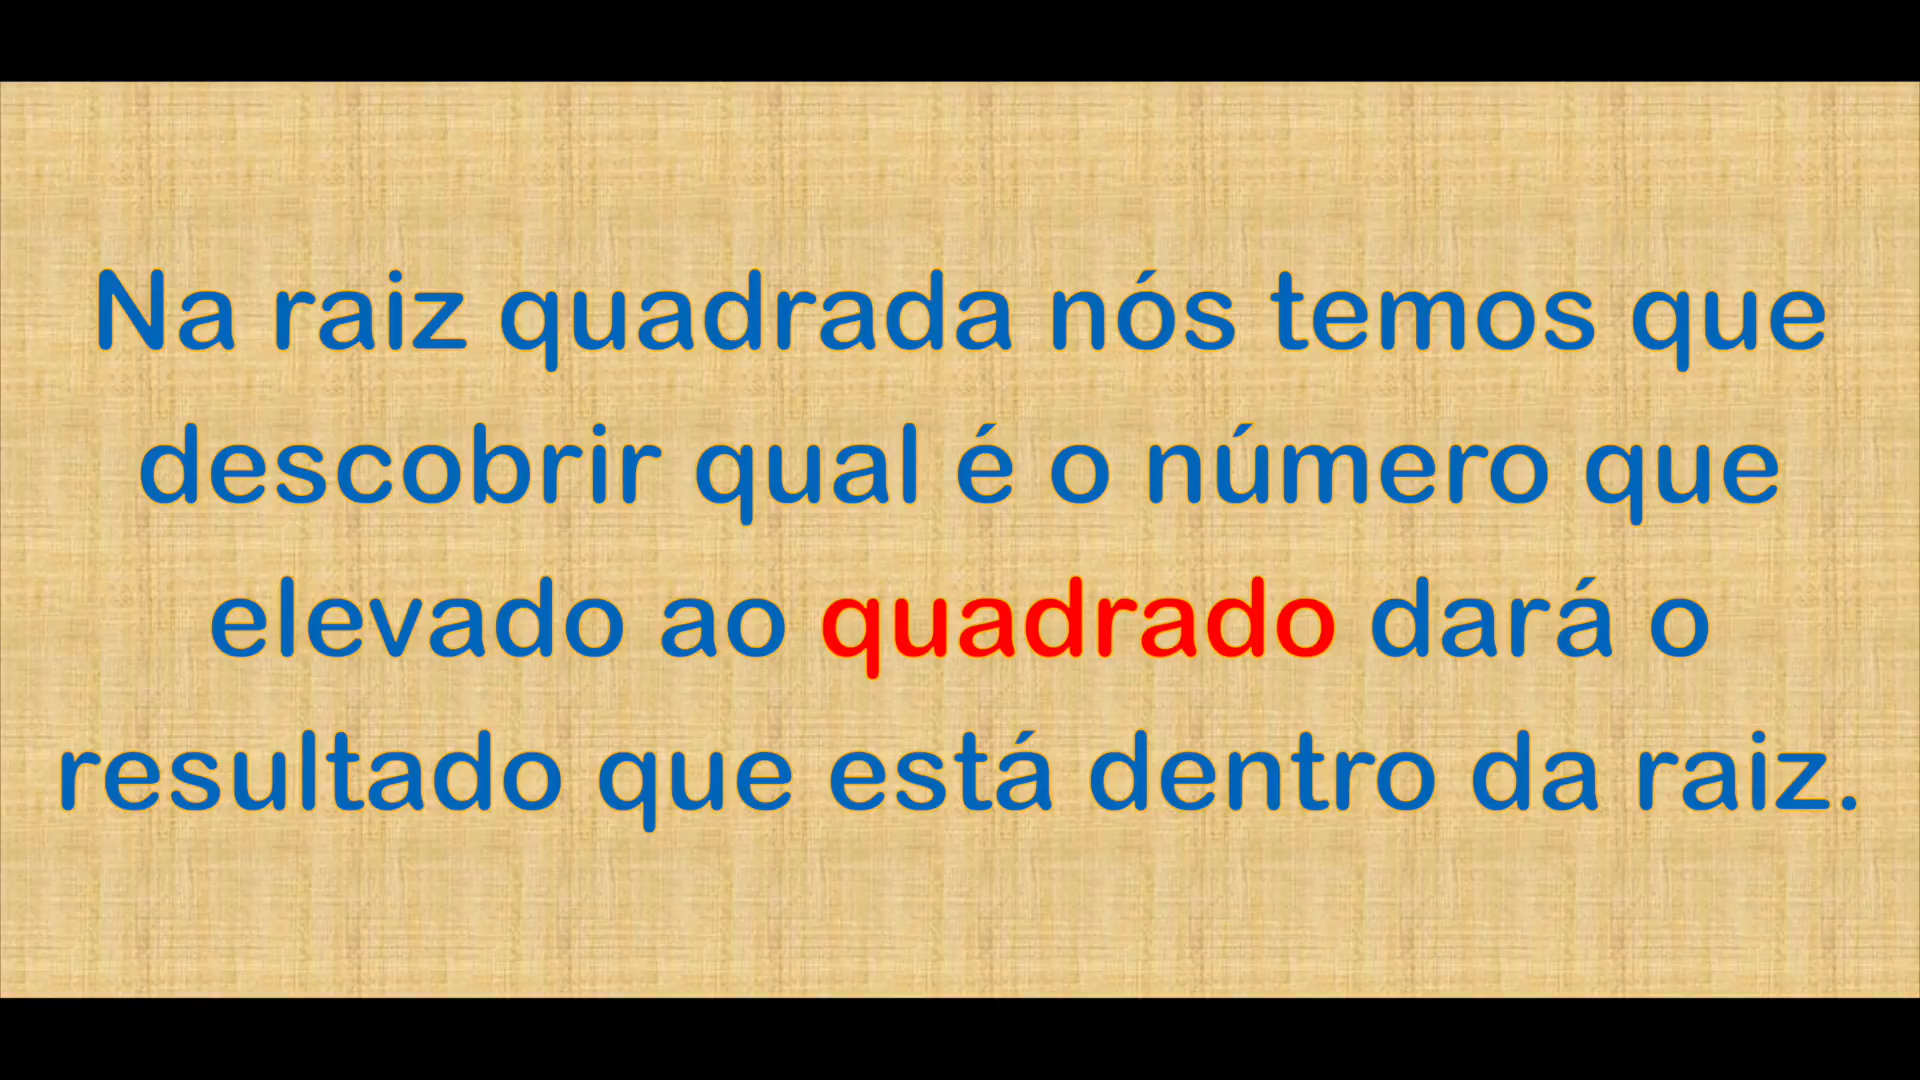 Na raiz quadrada nós temos que
descobrir qual é o número que
elevado ao quadrado dará o
resultado que está dentro da raiz.